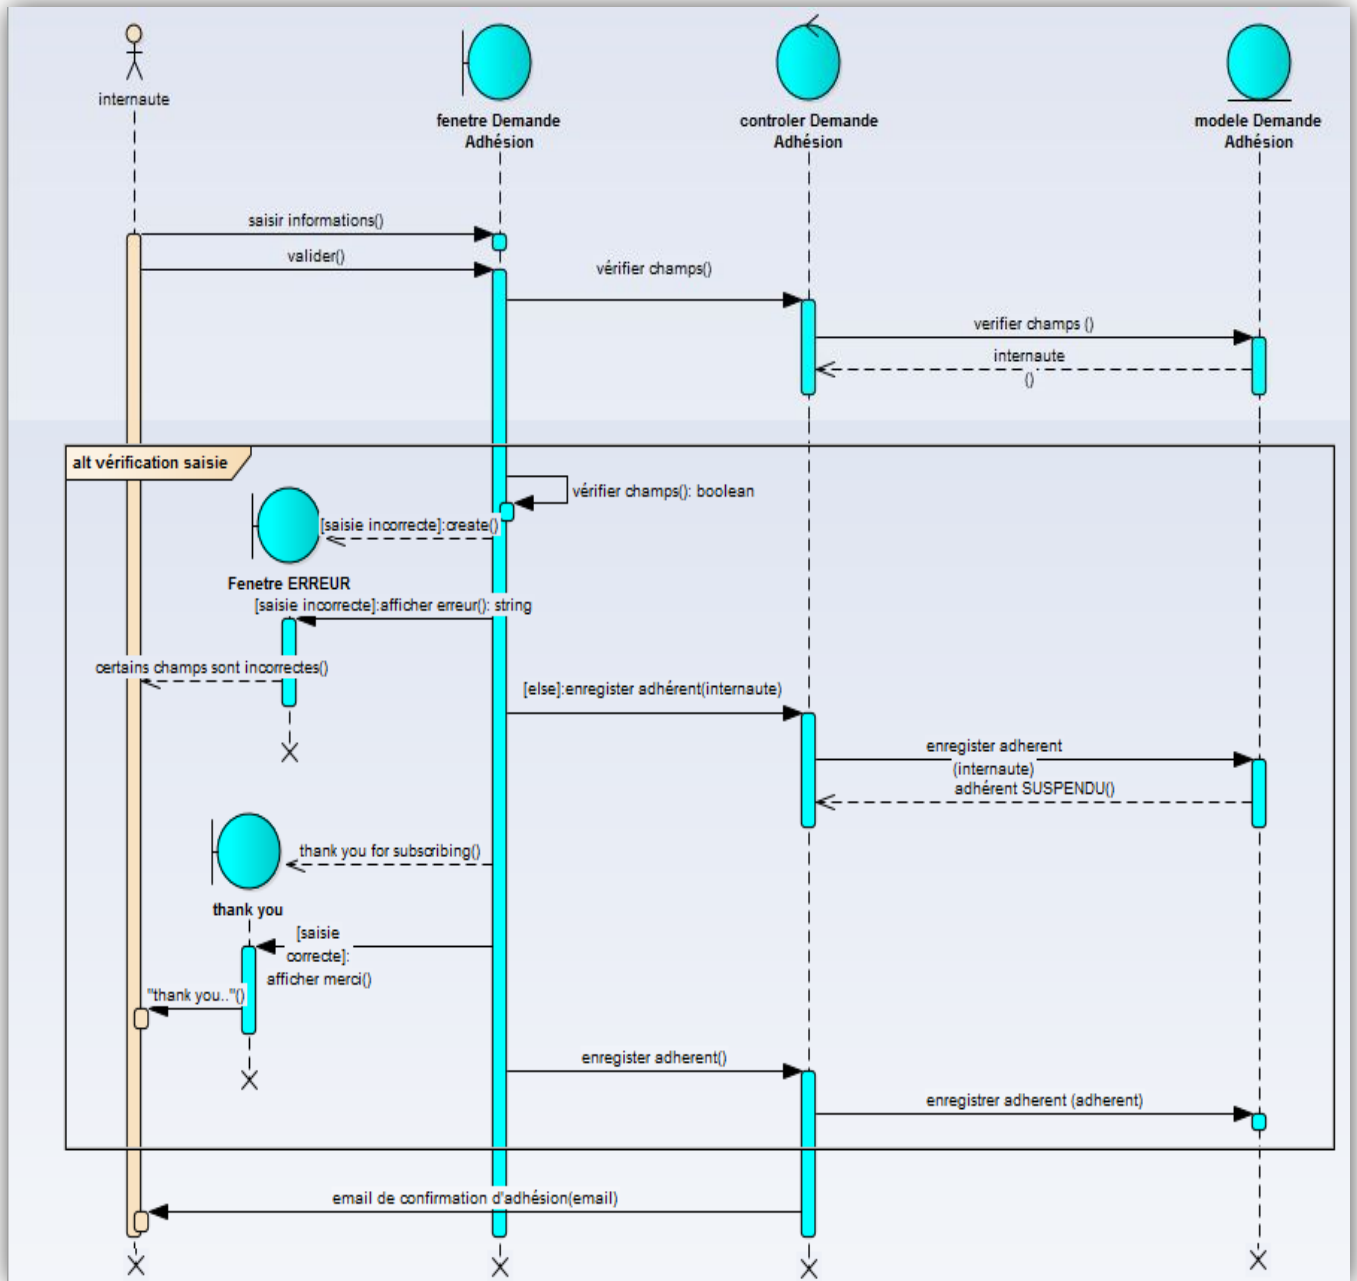 internaute
fenetre Demande
Adhésion
controler Demande
Adhésion
modele Demande
Adhésion
saisir informations()
valider()
vérifier champs()
verifier champs ()
internaute
()
alt vérification saisie
vérifier champs(): boolean
[saisie incorrecte]:create()
Fenetre ERREUR
[saisie incorrecte]:afficher erreur(): string
certains champs sont incorrectes()
[else]:enregister adhérent(internaute)
enregister adherent
(internaute)
adhérent SUSPENDU()
thank you for subscribing()
thank you
[saisie
correcte]:
afficher merci()
"thank you.."()
enregister adherent()
enregistrer adherent (adherent)
email de confirmation d'adhésion(email)